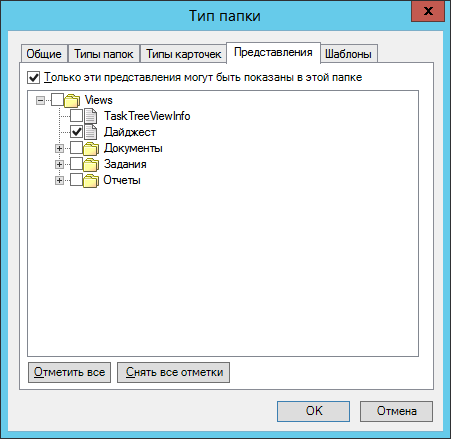 Тип папки
x
Общие Типы папок Типы карточек Представления Шаблоны
Только эти представления могут быть показаны в этой папке
Views
TaskTreeViewInfo
Дайджест
Документы
Задания
Отчеты
Отметить все Снять все отметки
OK Отмена